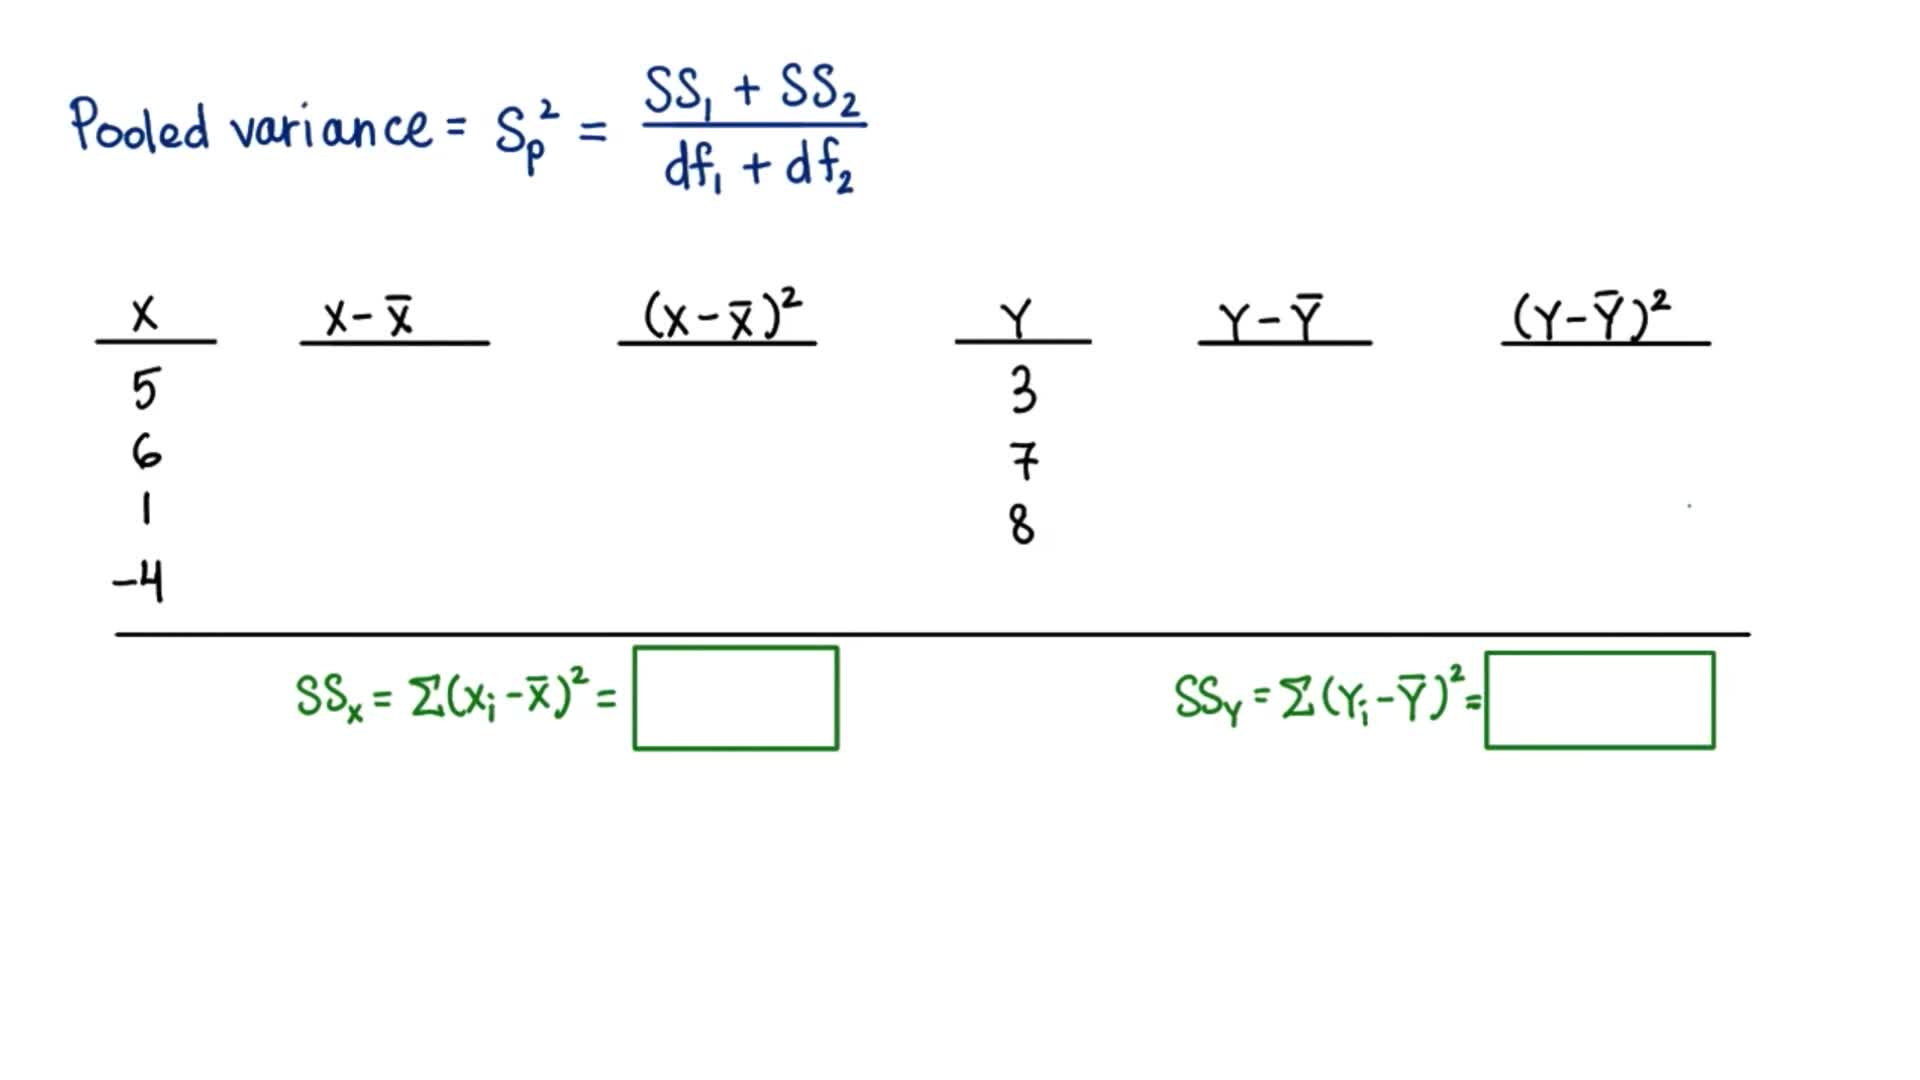 Pooled variance = Sₚ² = (SS₁ + SS₂) / (df₁ + df₂)
X X - X̄ (X - X̄)² Y Y - Ȳ (Y - Ȳ)²
5 3
6 7
1 8
-4
SSₓ = Σ(Xᵢ - X̄)² = SS_Y = Σ(Yᵢ - Ȳ)² =